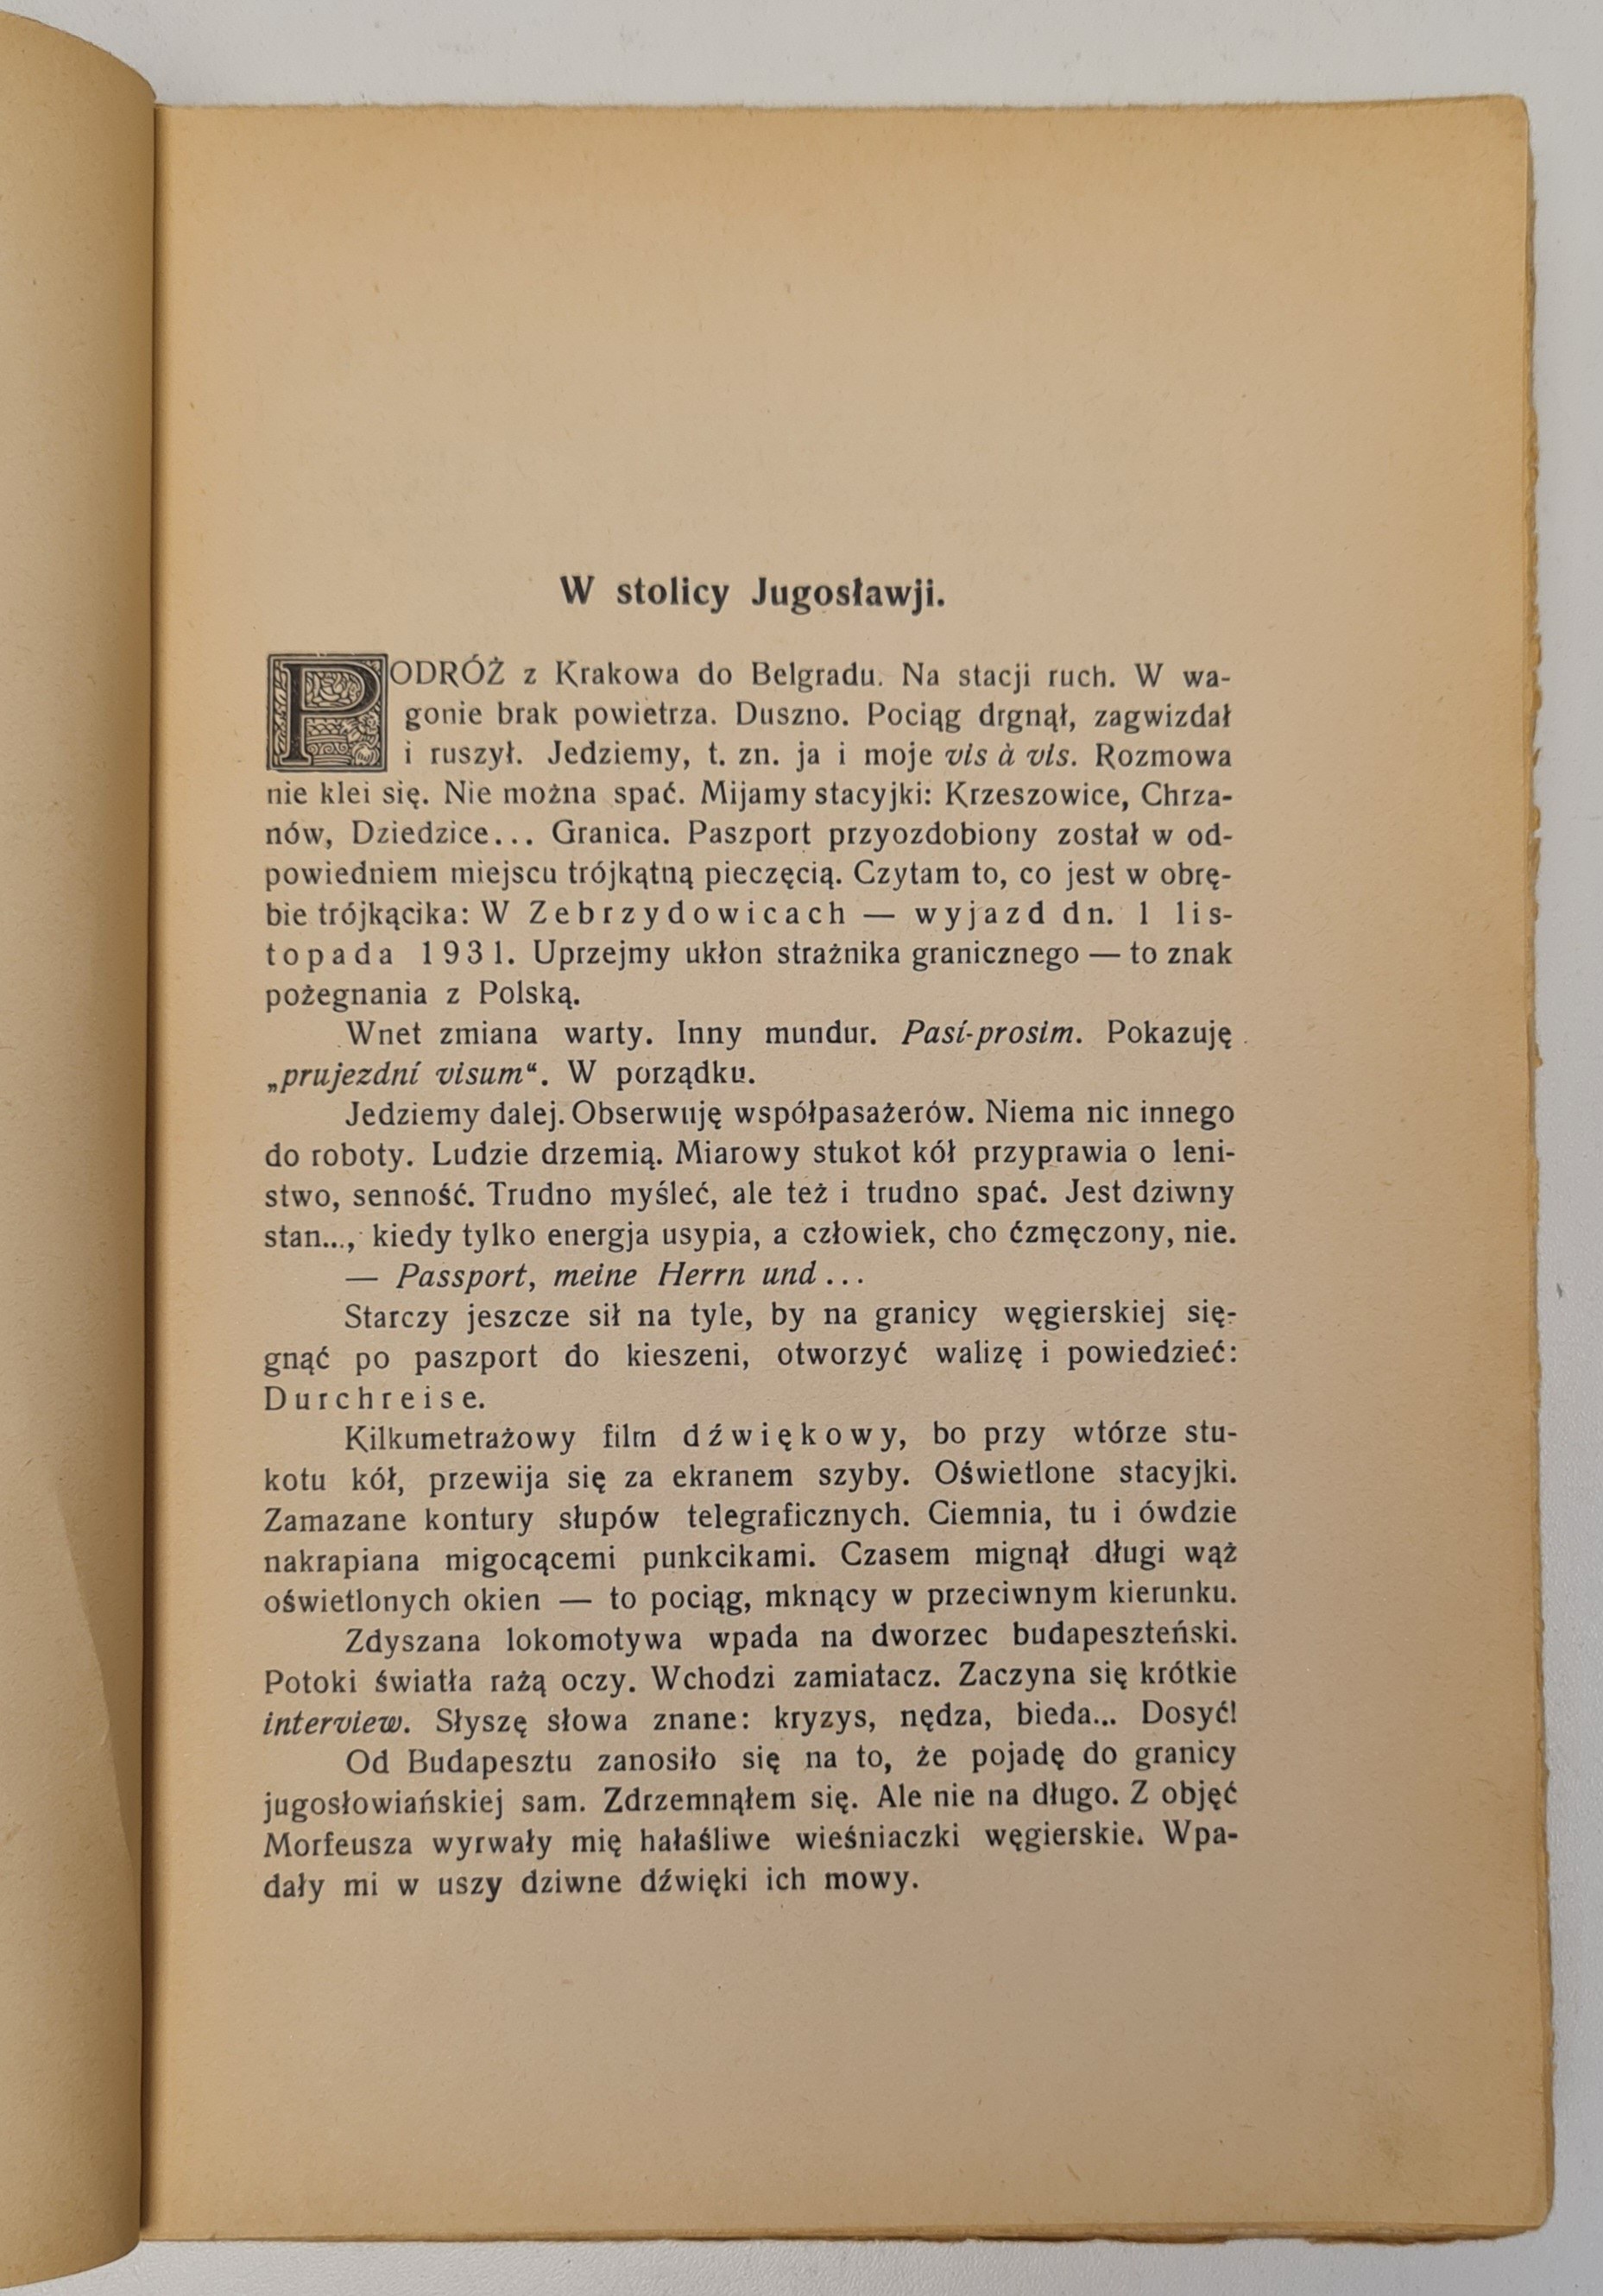 W stolicy Jugosławji.
PODRÓŻ z Krakowa do Belgradu. Na stacji ruch. W wa-
gonie brak powietrza. Duszno. Pociąg drgnął, zagwizdał
i ruszył. Jedziemy, t. zn. ja i moje vis à vis. Rozmowa
nie klei się. Nie można spać. Mijamy stacyjki: Krzeszowice, Chrza-
nów, Dziedzice... Granica. Paszport przyozdobiony został w od-
powiedniem miejscu trójkątną pieczęcią. Czytam to, co jest w obrę-
bie trójkącika: W Zebrzydowicach — wyjazd dn. 1 lis-
topada 1931. Uprzejmy ukłon strażnika granicznego — to znak
pożegnania z Polską.
Wnet zmiana warty. Inny mundur. Pasí-prosim. Pokazuję
„prujezdní visum“. W porządku.
Jedziemy dalej. Obserwuję współpasażerów. Niema nic innego
do roboty. Ludzie drzemią. Miarowy stukot kół przyprawia o leni-
stwo, senność. Trudno myśleć, ale też i trudno spać. Jest dziwny
stan..., kiedy tylko energja usypia, a człowiek, cho ćzmęczony, nie.
— Passport, meine Herrn und...
Starczy jeszcze sił na tyle, by na granicy węgierskiej się-
gnąć po paszport do kieszeni, otworzyć walizę i powiedzieć:
Durchreise.
Kilkumetrażowy film dźwiękowy, bo przy wtórze stu-
kotu kół, przewija się za ekranem szyby. Oświetlone stacyjki.
Zamazane kontury słupów telegraficznych. Ciemnia, tu i ówdzie
nakrapiana migocącemi punkcikami. Czasem mignął długi wąż
oświetlonych okien — to pociąg, mknący w przeciwnym kierunku.
Zdyszana lokomotywa wpada na dworzec budapeszteński.
Potoki światła rażą oczy. Wchodzi zamiatacz. Zaczyna się krótkie
interview. Słyszę słowa znane: kryzys, nędza, bieda... Dosyć!
Od Budapesztu zanosiło się na to, że pojadę do granicy
jugosłowiańskiej sam. Zdrzemnąłem się. Ale nie na długo. Z objęć
Morfeusza wyrwały mię hałaśliwe wieśniaczki węgierskie. Wpa-
dały mi w uszy dziwne dźwięki ich mowy.